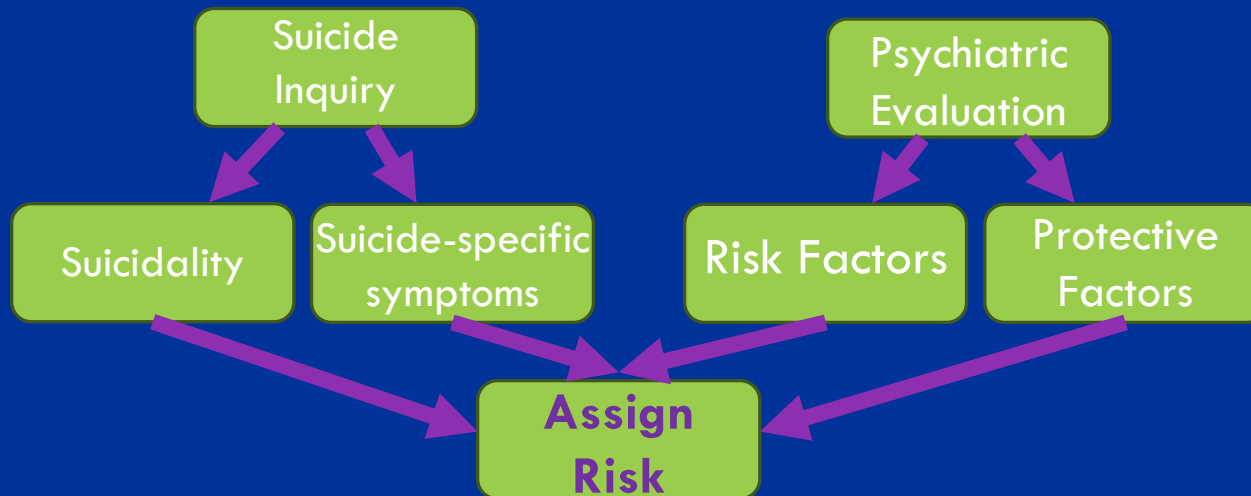 Suicide
Inquiry
Psychiatric
Evaluation
Suicidality
Suicide-specific
symptoms
Risk Factors
Protective
Factors
Assign
Risk